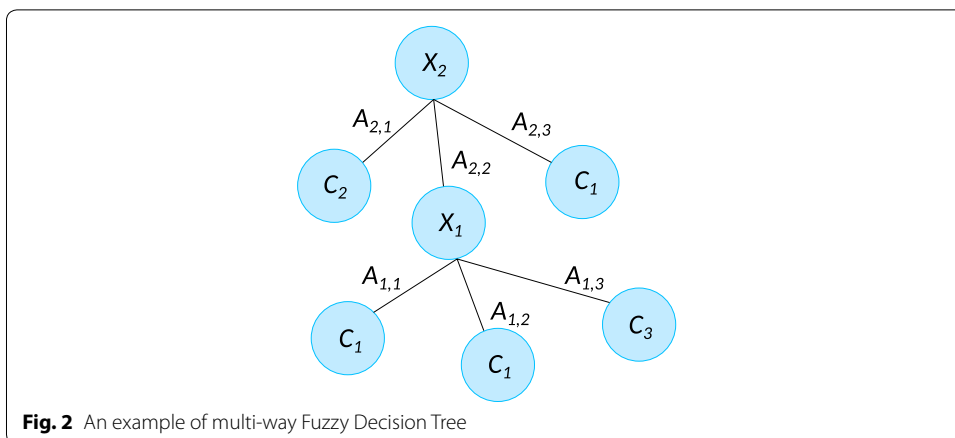 X2
A2,1
A2,3
A2,2
C2
C1
X1
A1,1
A1,3
A1,2
C1
C3
C1
Fig. 2 An example of multi-way Fuzzy Decision Tree